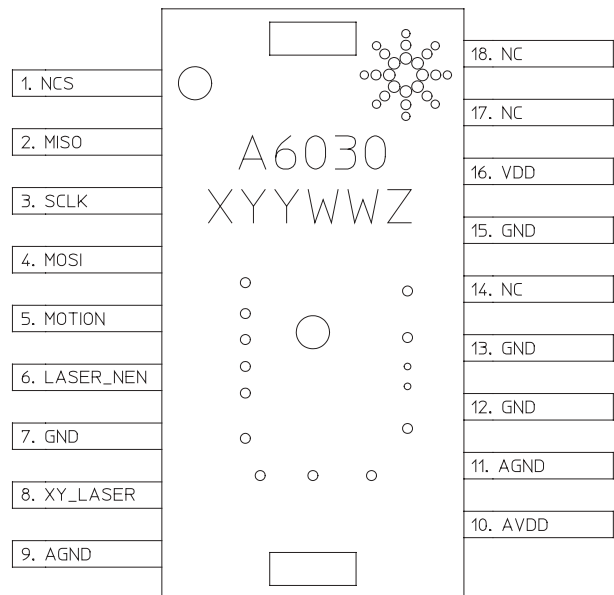 1. NCS
2. MISO
3. SCLK
4. MOSI
5. MOTION
6. LASER_NEN
7. GND
8. XY_LASER
9. AGND
A6030
XYYWWZ
18. NC
17. NC
16. VDD
15. GND
14. NC
13. GND
12. GND
11. AGND
10. AVDD